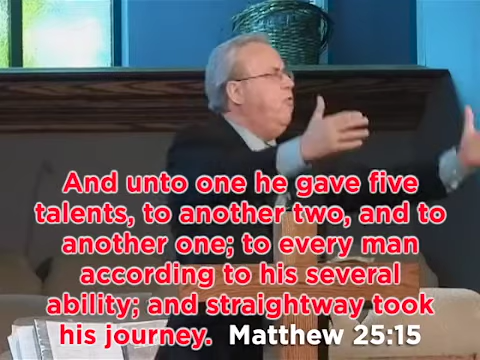 And unto one he gave five
talents, to another two, and to
another one; to every man
according to his several
ability; and straightway took
his journey. Matthew 25:15